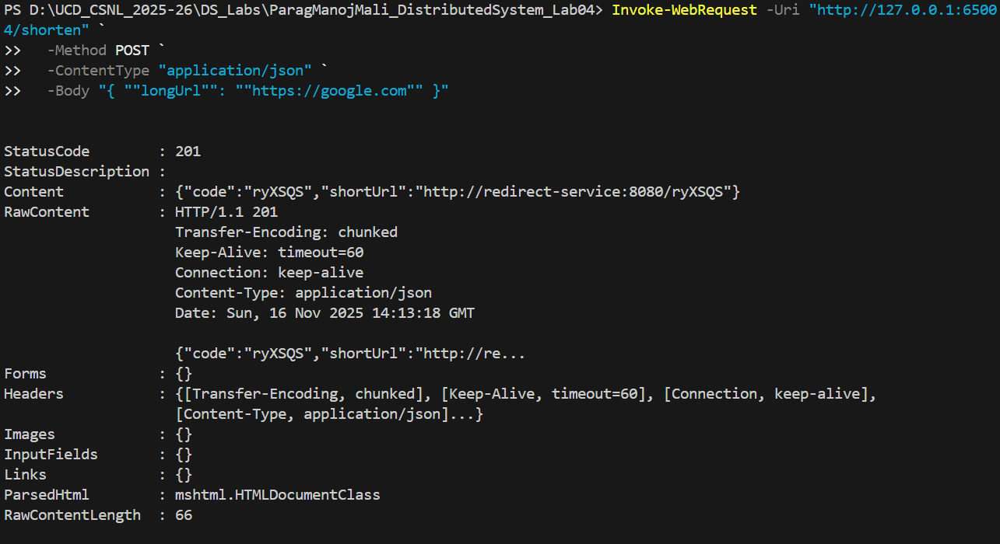 PS D:\UCD_CSNL_2025-26\DS_Labs\ParagManojMali_DistributedSystem_Lab04> Invoke-WebRequest -Uri "http://127.0.0.1:6500
4/shorten" `
>>   -Method POST `
>>   -ContentType "application/json" `
>>   -Body "{ ""longUrl"": ""https://google.com"" }"
StatusCode        : 201
StatusDescription :
Content           : {"code":"ryXSQS","shortUrl":"http://redirect-service:8080/ryXSQS"}
RawContent        : HTTP/1.1 201
                    Transfer-Encoding: chunked
                    Keep-Alive: timeout=60
                    Connection: keep-alive
                    Content-Type: application/json
                    Date: Sun, 16 Nov 2025 14:13:18 GMT
                    {"code":"ryXSQS","shortUrl":"http://re...
Forms             : {}
Headers           : {[Transfer-Encoding, chunked], [Keep-Alive, timeout=60], [Connection, keep-alive],
                    [Content-Type, application/json]...}
Images            : {}
InputFields       : {}
Links             : {}
ParsedHtml        : mshtml.HTMLDocumentClass
RawContentLength  : 66